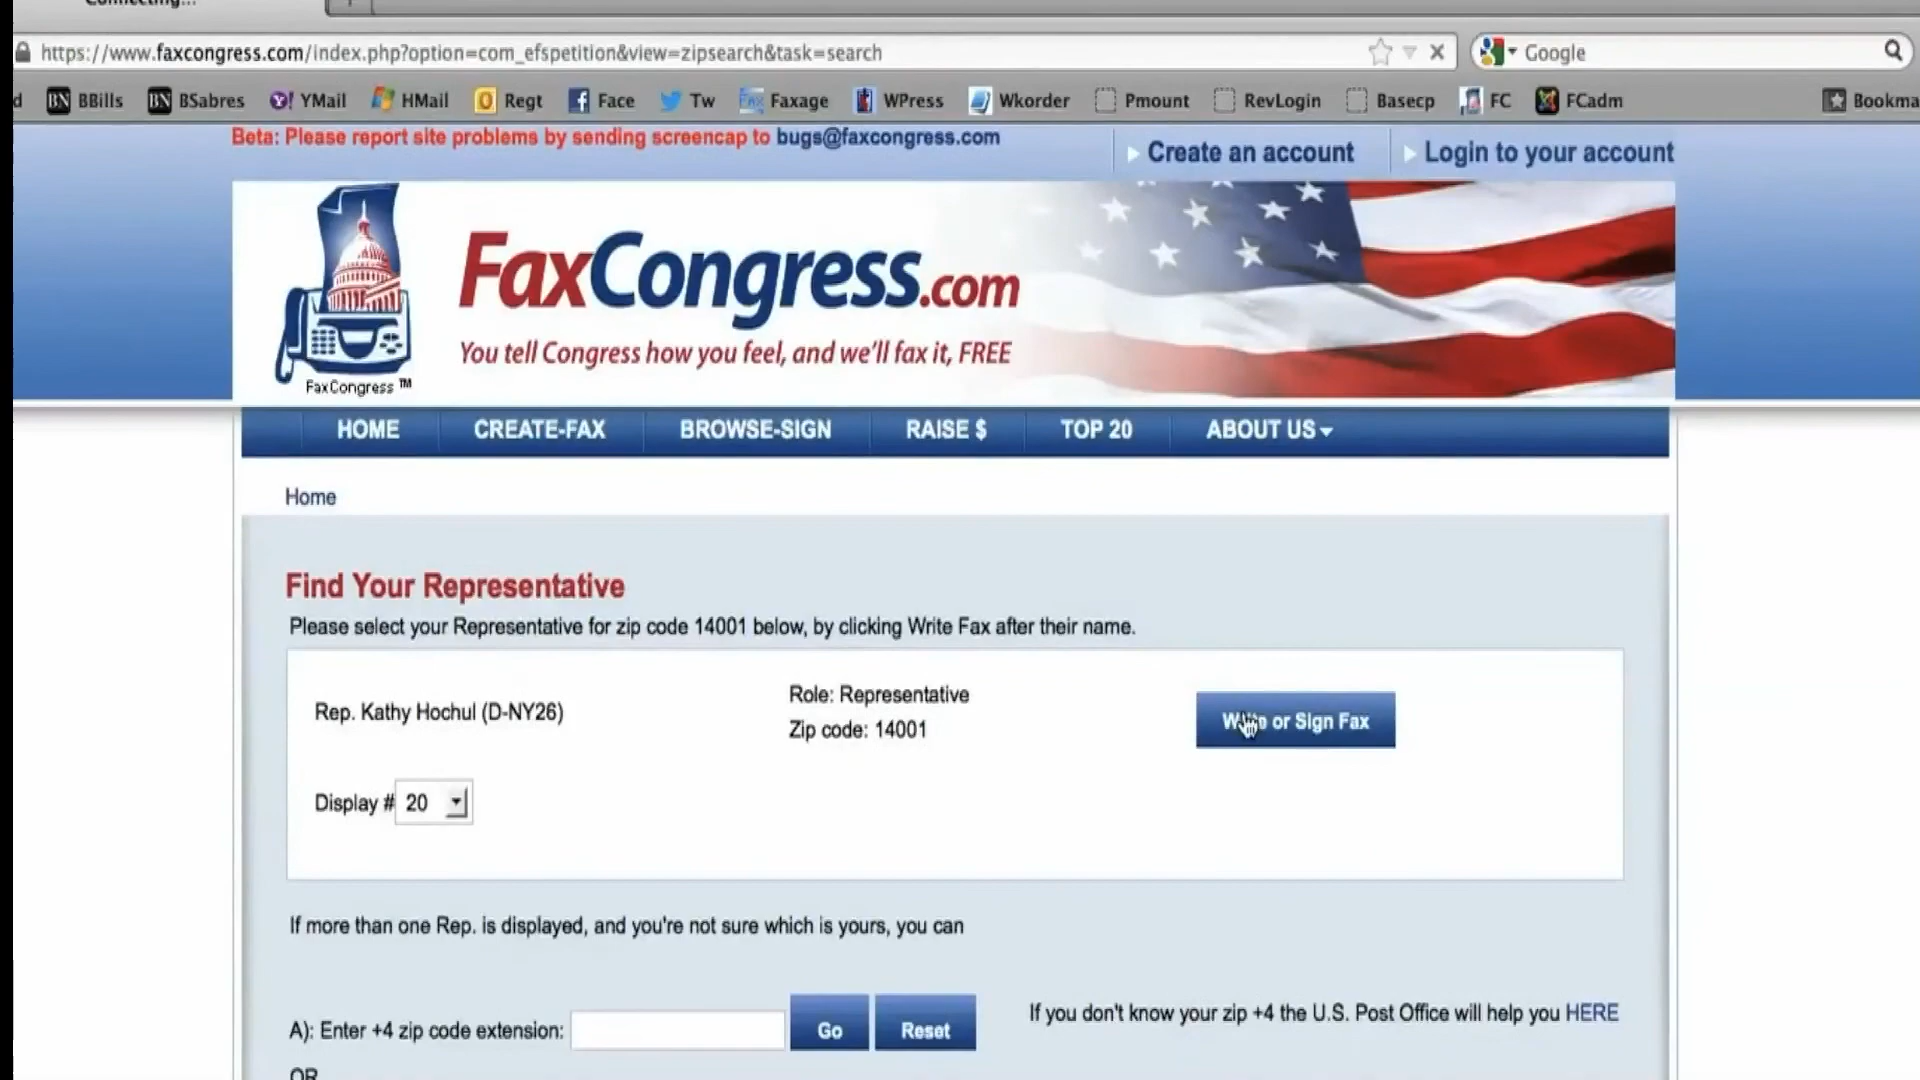 https://www.faxcongress.com/index.php?option=com_efspetition&view=zipsearch&task=search
Google
BBills BSabres YMail HMail Regt Face Tw Faxage WPress Wkorder Pmount RevLogin Basecp FC FCadm Bookma
Beta: Please report site problems by sending screencap to bugs@faxcongress.com
Create an account Login to your account
FaxCongress.com
You tell Congress how you feel, and we'll fax it, FREE
FaxCongress ™
HOME CREATE-FAX BROWSE-SIGN RAISE $ TOP 20 ABOUT US
Home
Find Your Representative
Please select your Representative for zip code 14001 below, by clicking Write Fax after their name.
Rep. Kathy Hochul (D-NY26)
Role: Representative
Zip code: 14001
Write or Sign Fax
Display # 20
If more than one Rep. is displayed, and you're not sure which is yours, you can
A): Enter +4 zip code extension: Go Reset
If you don't know your zip +4 the U.S. Post Office will help you HERE
OR